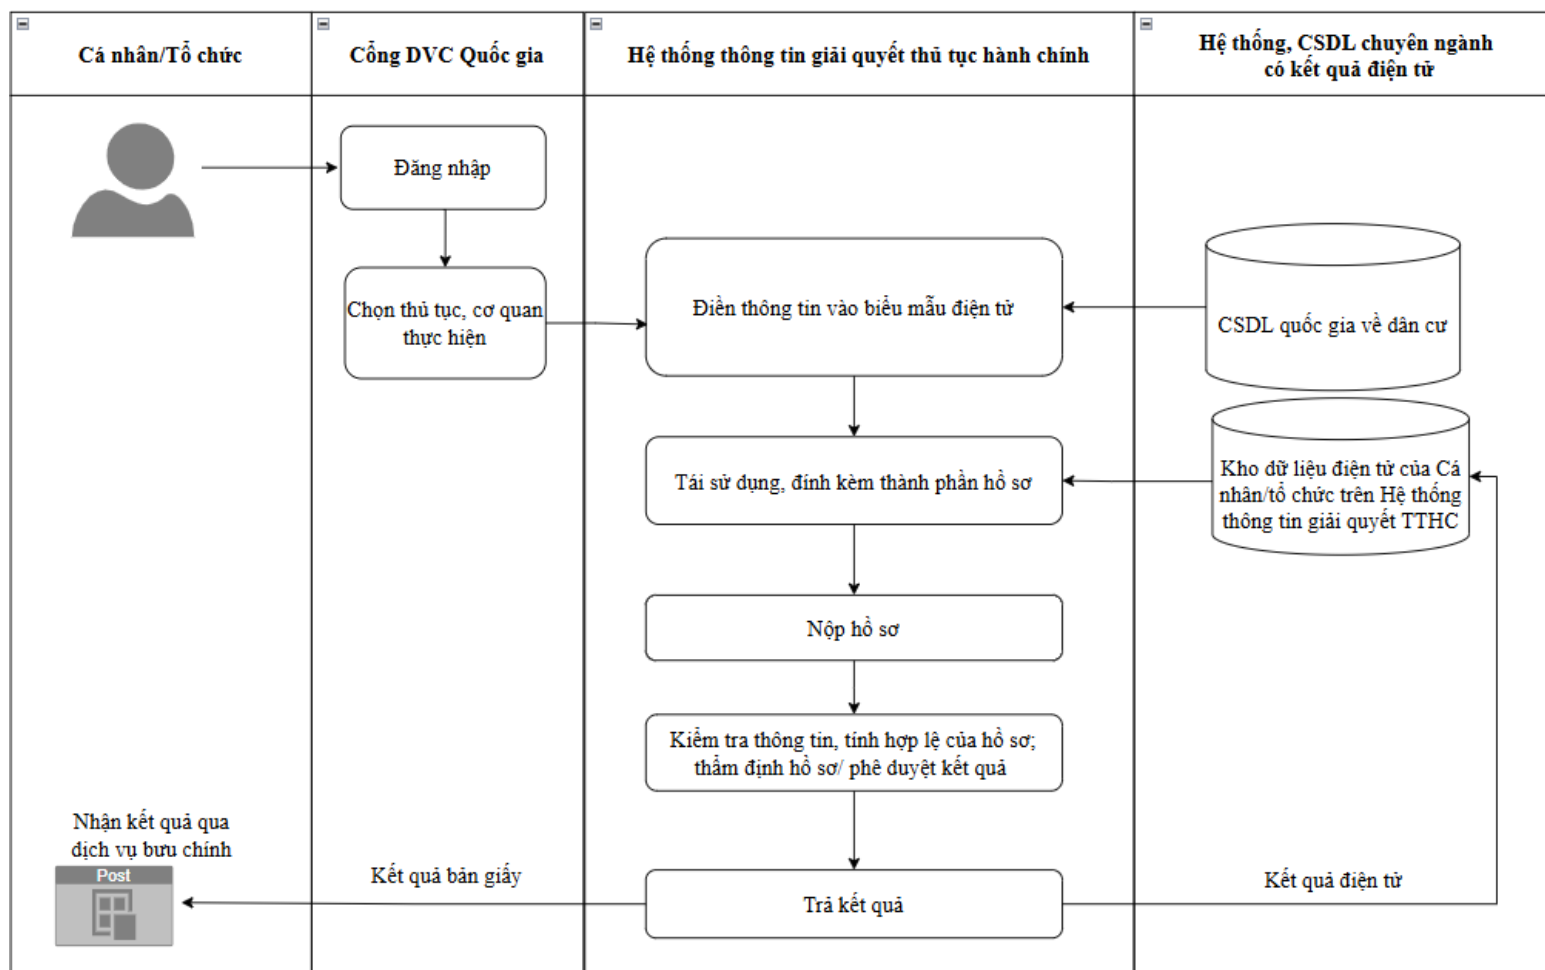 Cá nhân/Tổ chức
Cổng DVC Quốc gia
Hệ thống thông tin giải quyết thủ tục hành chính
Hệ thống, CSDL chuyên ngành
có kết quả điện tử
Đăng nhập
Chọn thủ tục, cơ quan
thực hiện
Điền thông tin vào biểu mẫu điện tử
CSDL quốc gia về dân cư
Tái sử dụng, đính kèm thành phần hồ sơ
Kho dữ liệu điện tử của Cá
nhân/tổ chức trên Hệ thống
thông tin giải quyết TTHC
Nộp hồ sơ
Kiểm tra thông tin, tính hợp lệ của hồ sơ;
thẩm định hồ sơ/ phê duyệt kết quả
Nhận kết quả qua
dịch vụ bưu chính
Post
Kết quả bản giấy
Trả kết quả
Kết quả điện tử